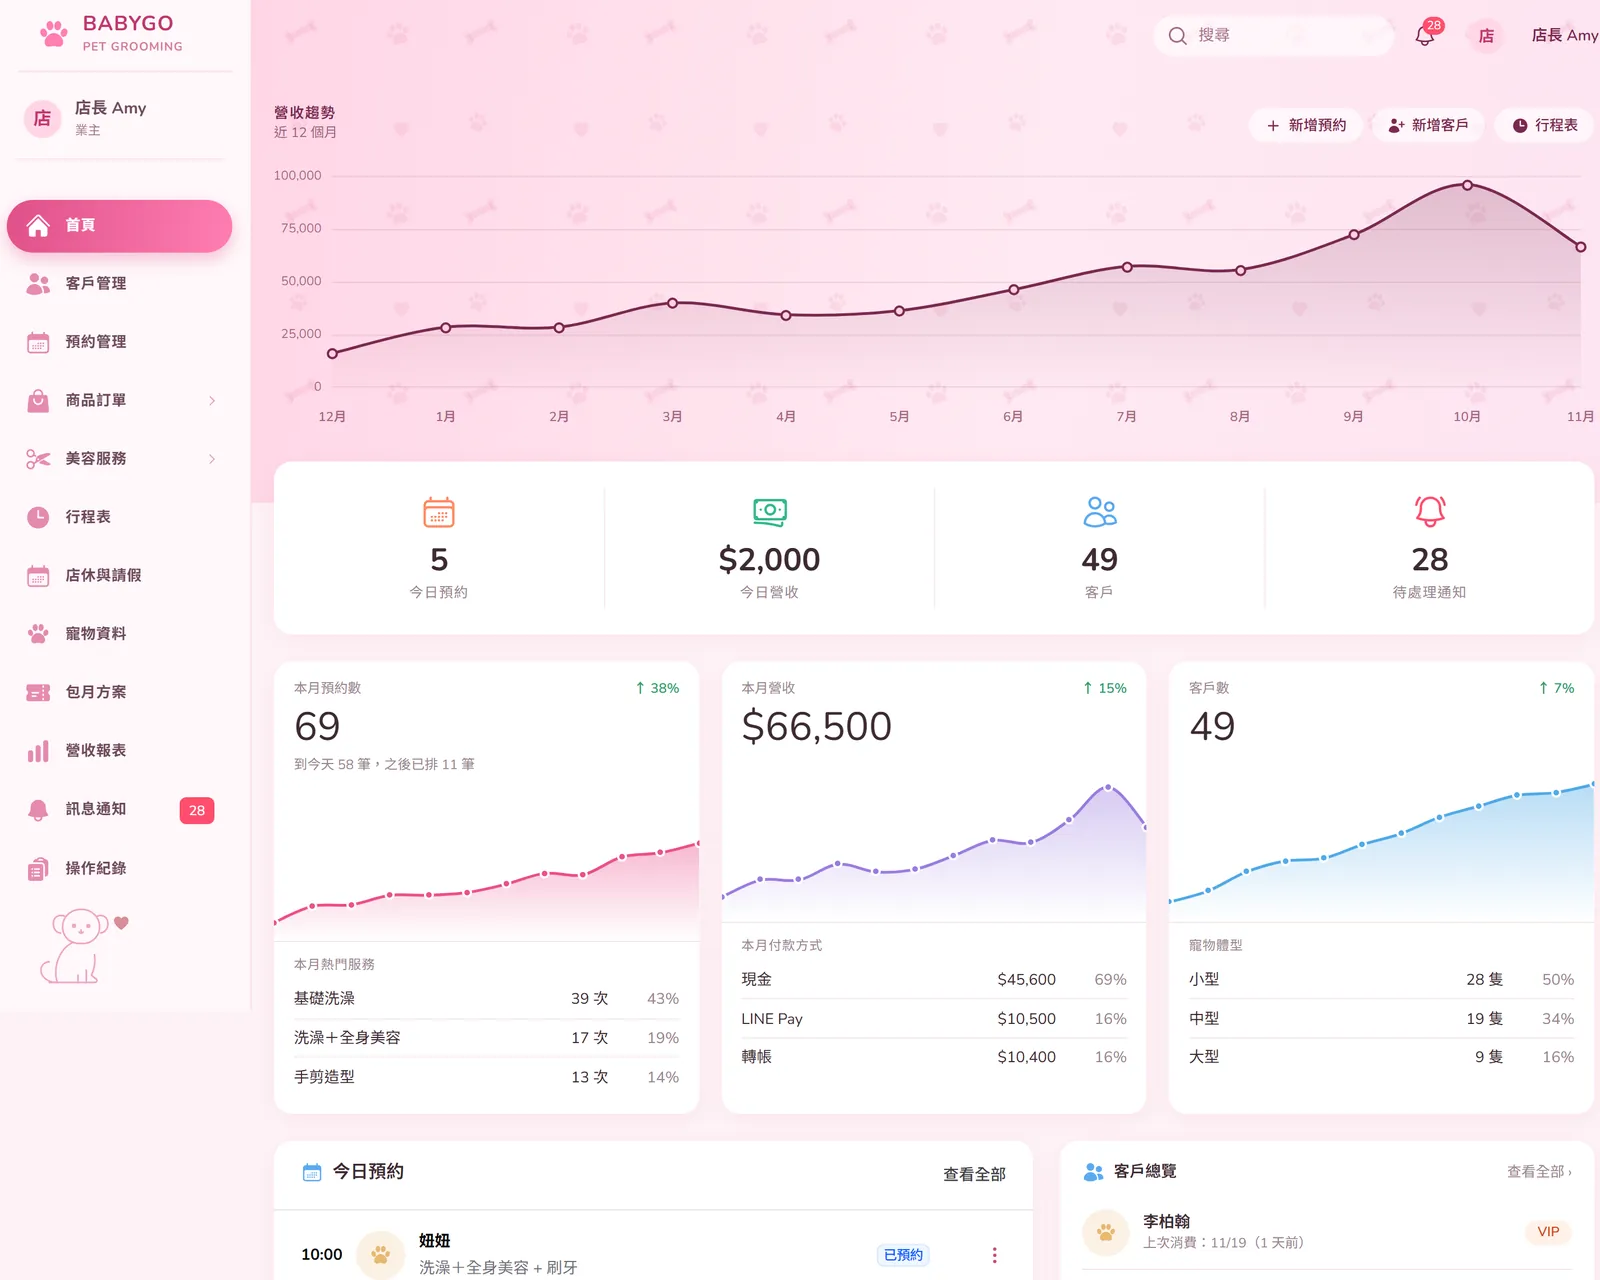 BABYGO
PET GROOMING
店
店長 Amy
業主
首頁
客戶管理
預約管理
商品訂單
美容服務
行程表
店休與請假
寵物資料
包月方案
營收報表
訊息通知
28
操作紀錄
搜尋
28
店
店長 Amy
營收趨勢
近 12 個月
新增預約
新增客戶
行程表
100,000
75,000
50,000
25,000
0
12月 1月 2月 3月 4月 5月 6月 7月 8月 9月 10月 11月
5
今日預約
$2,000
今日營收
49
客戶
28
待處理通知
本月預約數
↑ 38%
69
到今天 58 筆，之後已排 11 筆
本月熱門服務
基礎洗澡 39 次 43%
洗澡＋全身美容 17 次 19%
手剪造型 13 次 14%
本月營收
↑ 15%
$66,500
本月付款方式
現金 $45,600 69%
LINE Pay $10,500 16%
轉帳 $10,400 16%
客戶數
↑ 7%
49
寵物體型
小型 28 隻 50%
中型 19 隻 34%
大型 9 隻 16%
今日預約
查看全部
10:00
妞妞
洗澡＋全身美容 + 刷牙
已預約
客戶總覽
查看全部 ›
李柏翰
上次消費：11/19（1 天前）
VIP